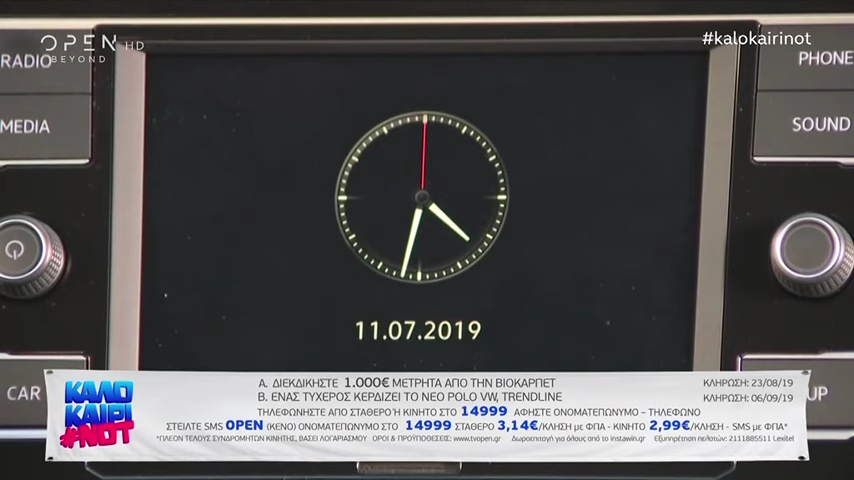 OPEN HD
BEYOND
#kalokairinot
RADIO
PHONE
MEDIA
SOUND
11.07.2019
CAR
UP
ΚΑΛΟ
ΚΑΙΡΙ
#NOT
Α. ΔΙΕΚΔΙΚΗΣΤΕ 1.000€ ΜΕΤΡΗΤΑ ΑΠΟ ΤΗΝ ΒΙΟΚΑΡΠΕΤ
ΚΛΗΡΩΣΗ: 23/08/19
Β. ΕΝΑΣ ΤΥΧΕΡΟΣ ΚΕΡΔΙΖΕΙ ΤΟ ΝΕΟ POLO VW, TRENDLINE
ΚΛΗΡΩΣΗ: 06/09/19
ΤΗΛΕΦΩΝΗΣΤΕ ΑΠΟ ΣΤΑΘΕΡΟ Ή ΚΙΝΗΤΟ ΣΤΟ 14999 ΑΦΗΣΤΕ ΟΝΟΜΑΤΕΠΩΝΥΜΟ – ΤΗΛΕΦΩΝΟ
ΣΤΕΙΛΤΕ SMS OPEN (ΚΕΝΟ) ΟΝΟΜΑΤΕΠΩΝΥΜΟ ΣΤΟ 14999 ΣΤΑΘΕΡΟ 3,14€/ΚΛΗΣΗ με ΦΠΑ - ΚΙΝΗΤΟ 2,99€/ΚΛΗΣΗ - SMS με ΦΠΑ*
*ΠΛΕΟΝ ΤΕΛΟΥΣ ΣΥΝΔΡΟΜΗΤΩΝ ΚΙΝΗΤΗΣ, ΒΑΣΕΙ ΛΟΓΑΡΙΑΣΜΟΥ ΟΡΟΙ & ΠΡΟΫΠΟΘΕΣΕΙΣ: www.tvopen.gr Δωροεπιταγή για όλους από το instawin.gr Εξυπηρέτηση πελατών: 2111885511 Lexitel